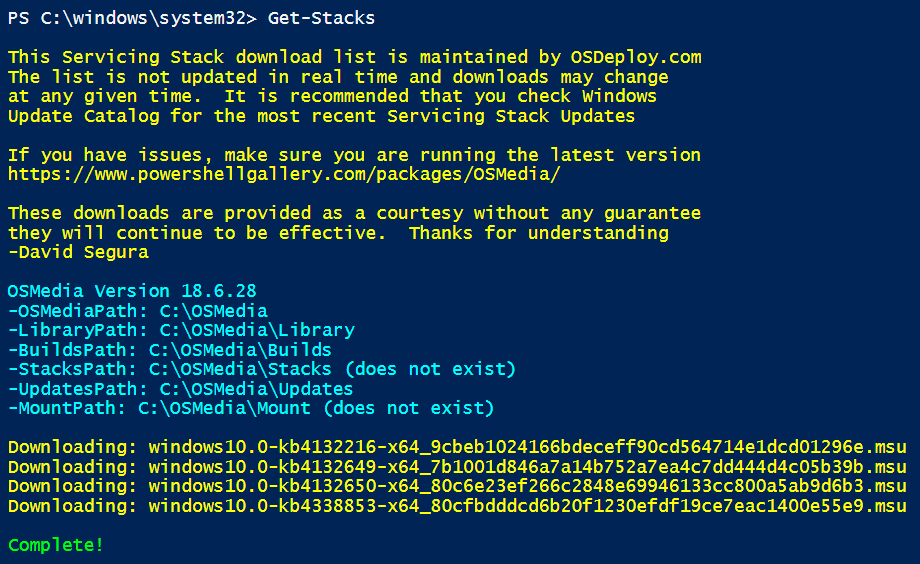 PS C:\windows\system32> Get-Stacks
This Servicing Stack download list is maintained by OSDeploy.com
The list is not updated in real time and downloads may change
at any given time.  It is recommended that you check Windows
Update Catalog for the most recent Servicing Stack Updates
If you have issues, make sure you are running the latest version
https://www.powershellgallery.com/packages/OSMedia/
These downloads are provided as a courtesy without any guarantee
they will continue to be effective.  Thanks for understanding
-David Segura
OSMedia Version 18.6.28
-OSMediaPath: C:\OSMedia
-LibraryPath: C:\OSMedia\Library
-BuildsPath: C:\OSMedia\Builds
-StacksPath: C:\OSMedia\Stacks (does not exist)
-UpdatesPath: C:\OSMedia\Updates
-MountPath: C:\OSMedia\Mount (does not exist)
Downloading: windows10.0-kb4132216-x64_9cbeb1024166bdeceff90cd564714e1dcd01296e.msu
Downloading: windows10.0-kb4132649-x64_7b1001d846a7a14b752a7ea4c7dd444d4c05b39b.msu
Downloading: windows10.0-kb4132650-x64_80c6e23ef266c2848e69946133cc800a5ab9d6b3.msu
Downloading: windows10.0-kb4338853-x64_80cfbdddcd6b20f1230efdf19ce7eac1400e55e9.msu
Complete!